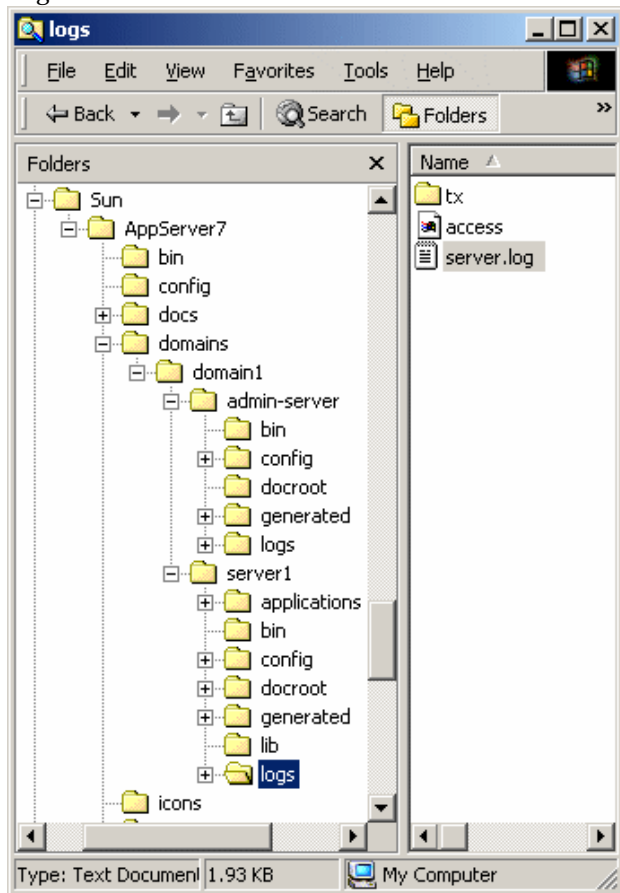 logs
File Edit View Favorites Tools Help
Back Search Folders »
Folders
Name
Sun
AppServer7
bin
config
docs
domains
domain1
admin-server
bin
config
docroot
generated
logs
server1
applications
bin
config
docroot
generated
lib
logs
icons
tx
access
server.log
Type: Text Documen 1.93 KB My Computer